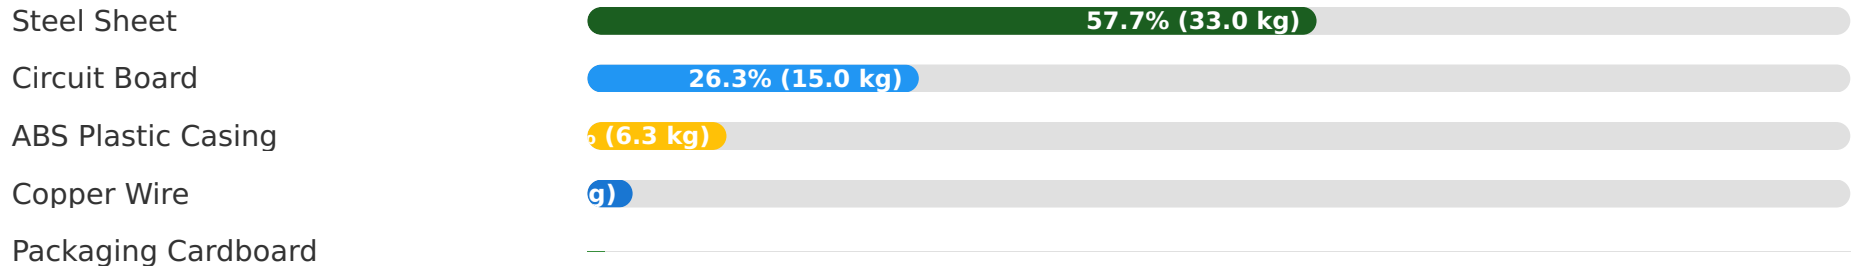 Steel Sheet 57.7% (33.0 kg)
Circuit Board 26.3% (15.0 kg)
ABS Plastic Casing (6.3 kg)
Copper Wire g)
Packaging Cardboard